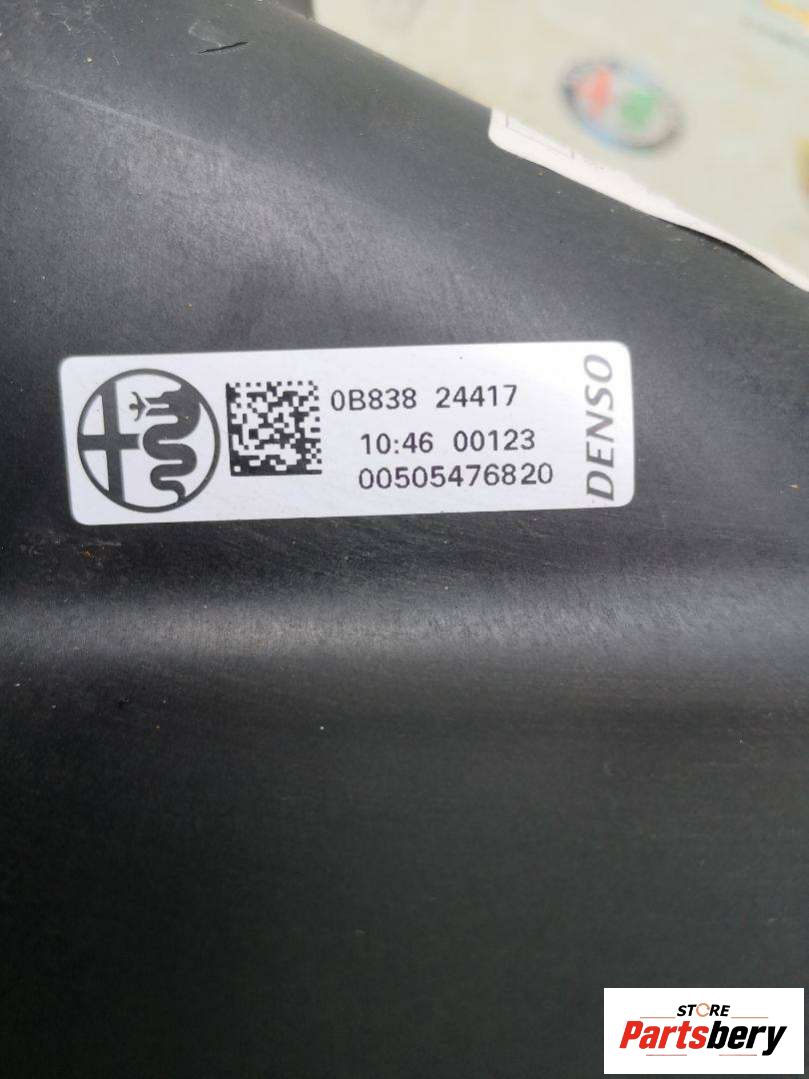 0B838 24417
10:46 00123
00505476820
DENSO
STORE
Partsbery